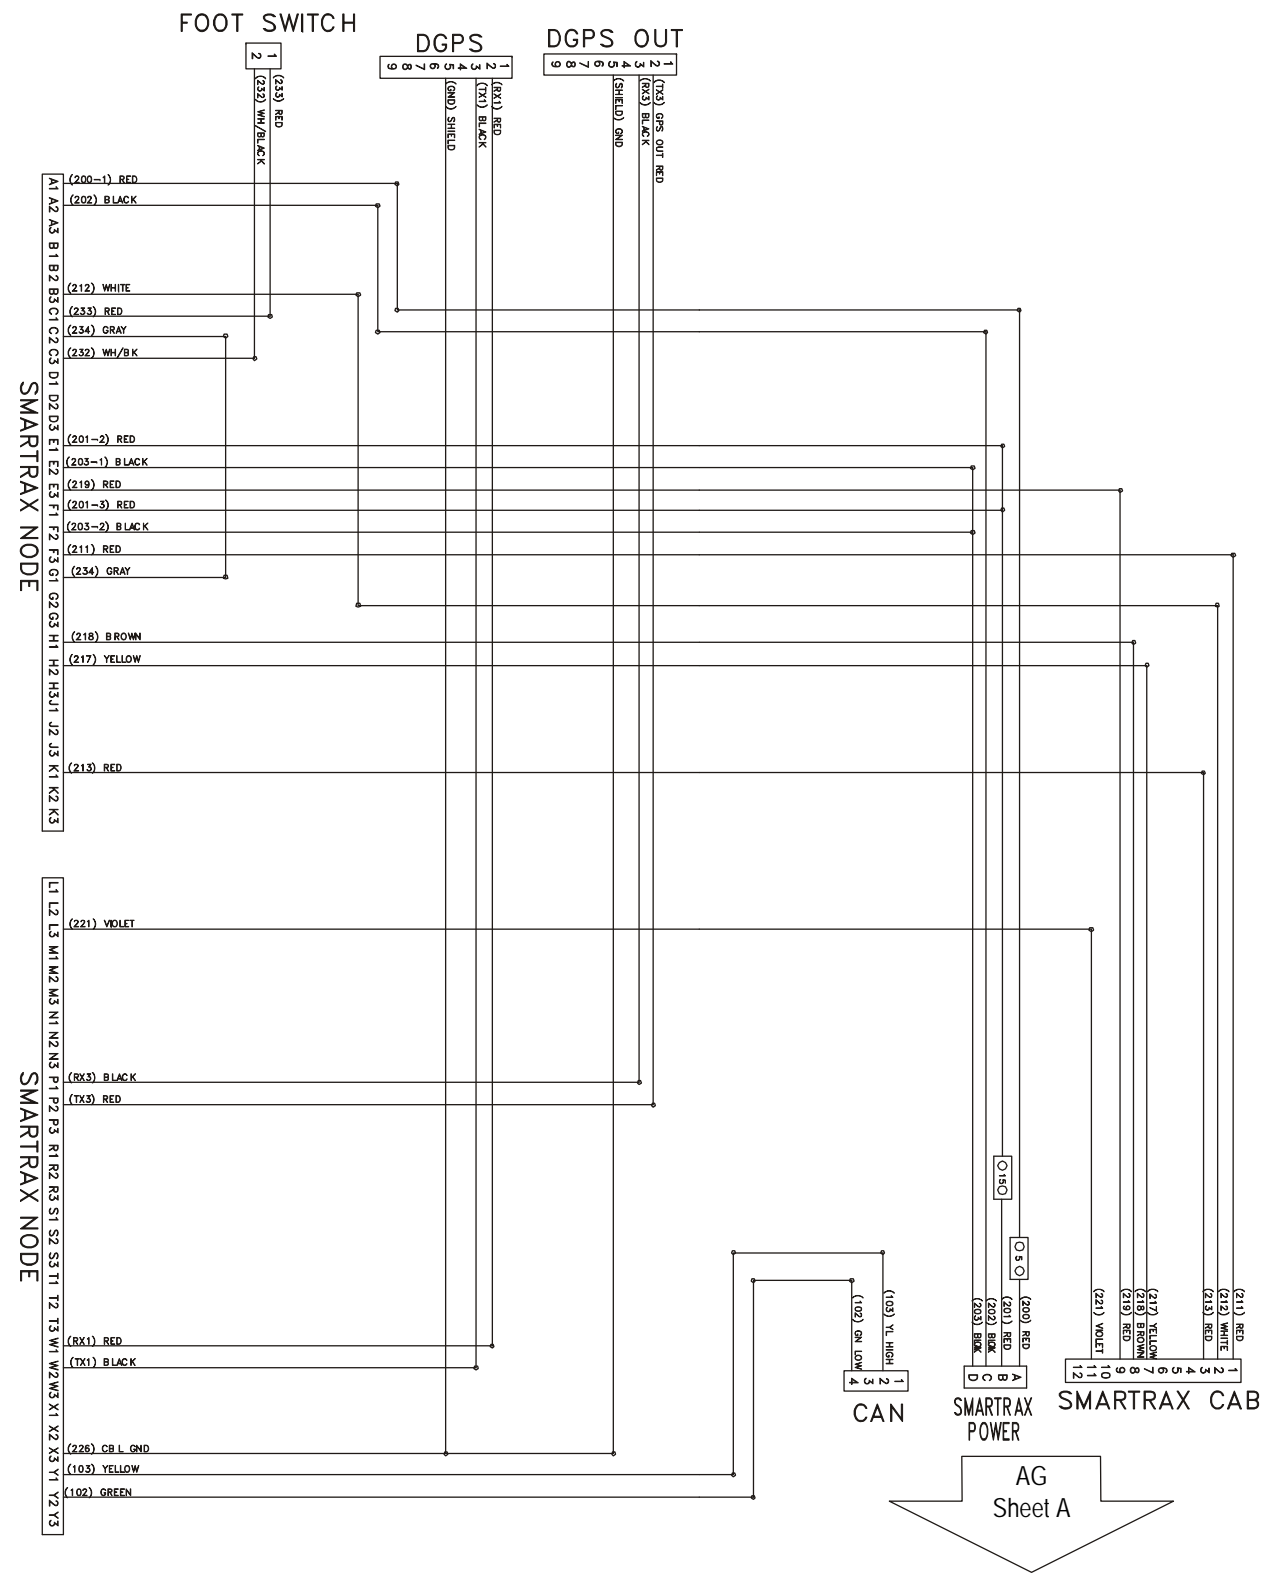 FOOT SWITCH
DGPS
DGPS OUT
2 1
9 8 7 6 5 4 3 2 1
9 8 7 6 5 4 3 2 1
(232) WH/BLACK
(233) RED
(GND) SHIELD
(TX1) BLACK
(RX1) RED
(SHIELD) GND
(RX3) BLACK
(TX3) GPS OUT RED
SMARTRAX NODE
A1 A2 A3 B1 B2 B3 C1 C2 C3 D1 D2 D3 E1 E2 E3 F1 F2 F3 G1 G2 G3 H1 H2 H3 J1 J2 J3 K1 K2 K3
(200-1) RED
(202) BLACK
(212) WHITE
(233) RED
(234) GRAY
(232) WH/BK
(201-2) RED
(203-1) BLACK
(219) RED
(201-3) RED
(203-2) BLACK
(211) RED
(234) GRAY
(218) BROWN
(217) YELLOW
(213) RED
SMARTRAX NODE
L1 L2 L3 M1 M2 M3 N1 N2 N3 P1 P2 P3 R1 R2 R3 S1 S2 S3 T1 T2 T3 W1 W2 W3 X1 X2 X3 Y1 Y2 Y3
(221) VIOLET
(RX3) BLACK
(TX3) RED
(RX1) RED
(TX1) BLACK
(226) CBL GND
(103) YELLOW
(102) GREEN
15
5
(102) GN LOW
(103) YL HIGH
4 3 2 1
CAN
(203) BLK
(202) BLK
(201) RED
(200) RED
D C B A
SMARTRAX
POWER
(221) VIOLET
(219) RED
(218) BROWN
(217) YELLOW
(213) RED
(212) WHITE
(211) RED
12 11 10 9 8 7 6 5 4 3 2 1
SMARTRAX CAB
AG
Sheet A